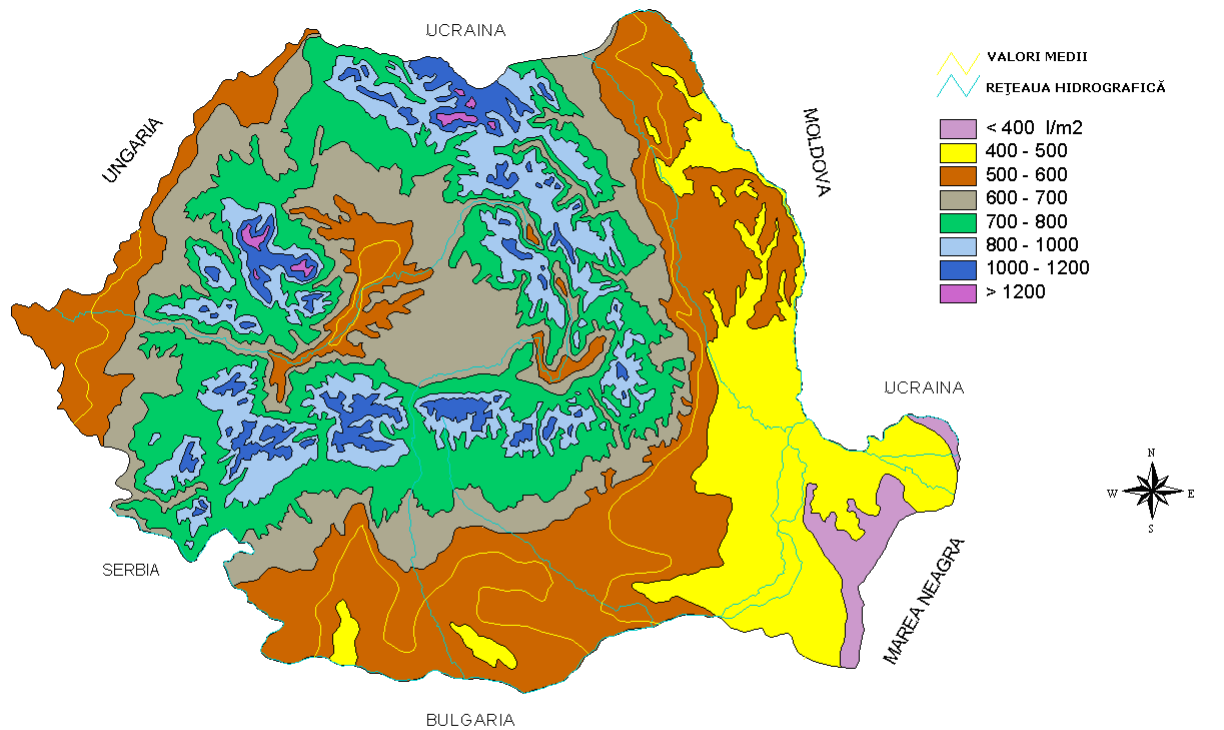 UCRAINA
VALORI MEDII
REŢEAUA HIDROGRAFICĂ
UNGARIA
MOLDOVA
< 400 l/m2
400 - 500
500 - 600
600 - 700
700 - 800
800 - 1000
1000 - 1200
> 1200
UCRAINA
N
W
E
S
SERBIA
MAREA NEAGRA
BULGARIA